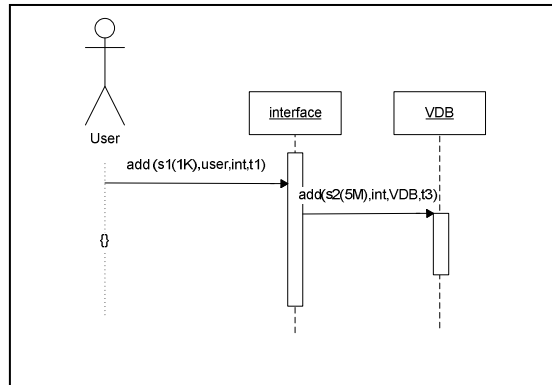 User
interface
VDB
add (s1(1K),user,int,t1)
add(s2(5M),int,VDB,t3)
{}